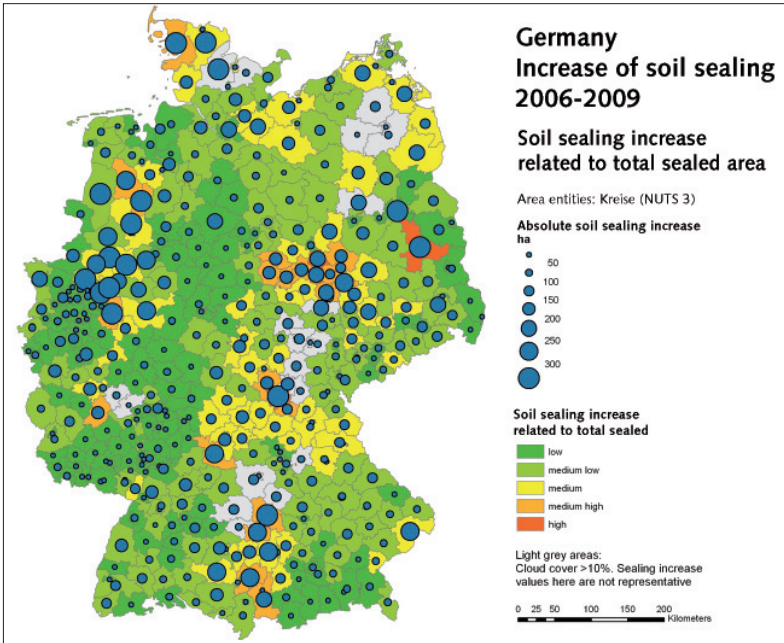 Germany
Increase of soil sealing
2006-2009
Soil sealing increase
related to total sealed area
Area entities: Kreise (NUTS 3)
Absolute soil sealing increase
ha
50
100
150
200
250
300
Soil sealing increase
related to total sealed
low
medium low
medium
medium high
high
Light grey areas:
Cloud cover >10%. Sealing increase
values here are not representative
0 25 50 100 150 200
Kilometers